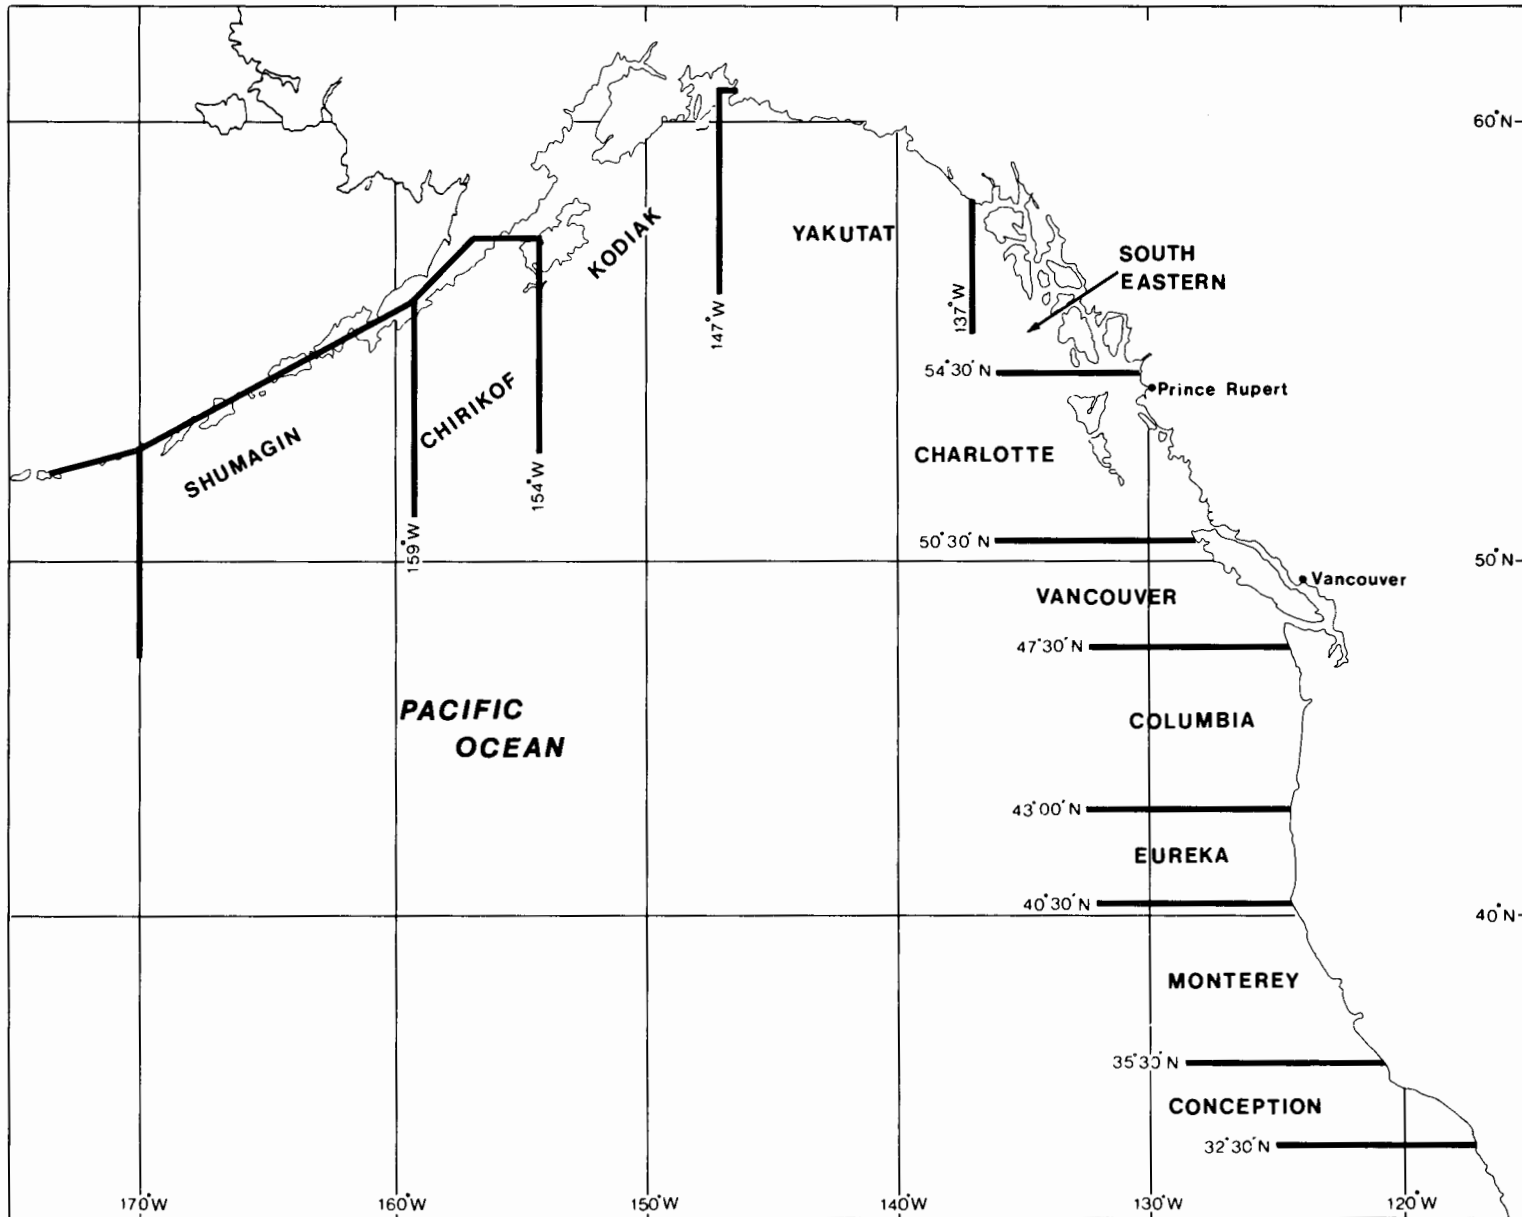 60°N
YAKUTAT
KODIAK
SOUTH
EASTERN
137°W
147°W
54°30′N
Prince Rupert
CHIRIKOF
SHUMAGIN
CHARLOTTE
154°W
159°W
50°30′N
50°N
Vancouver
VANCOUVER
47°30′N
PACIFIC
OCEAN
COLUMBIA
43°00′N
EUREKA
40°30′N
40°N
MONTEREY
35°30′N
CONCEPTION
32°30′N
170°W
160°W
150°W
140°W
130°W
120°W